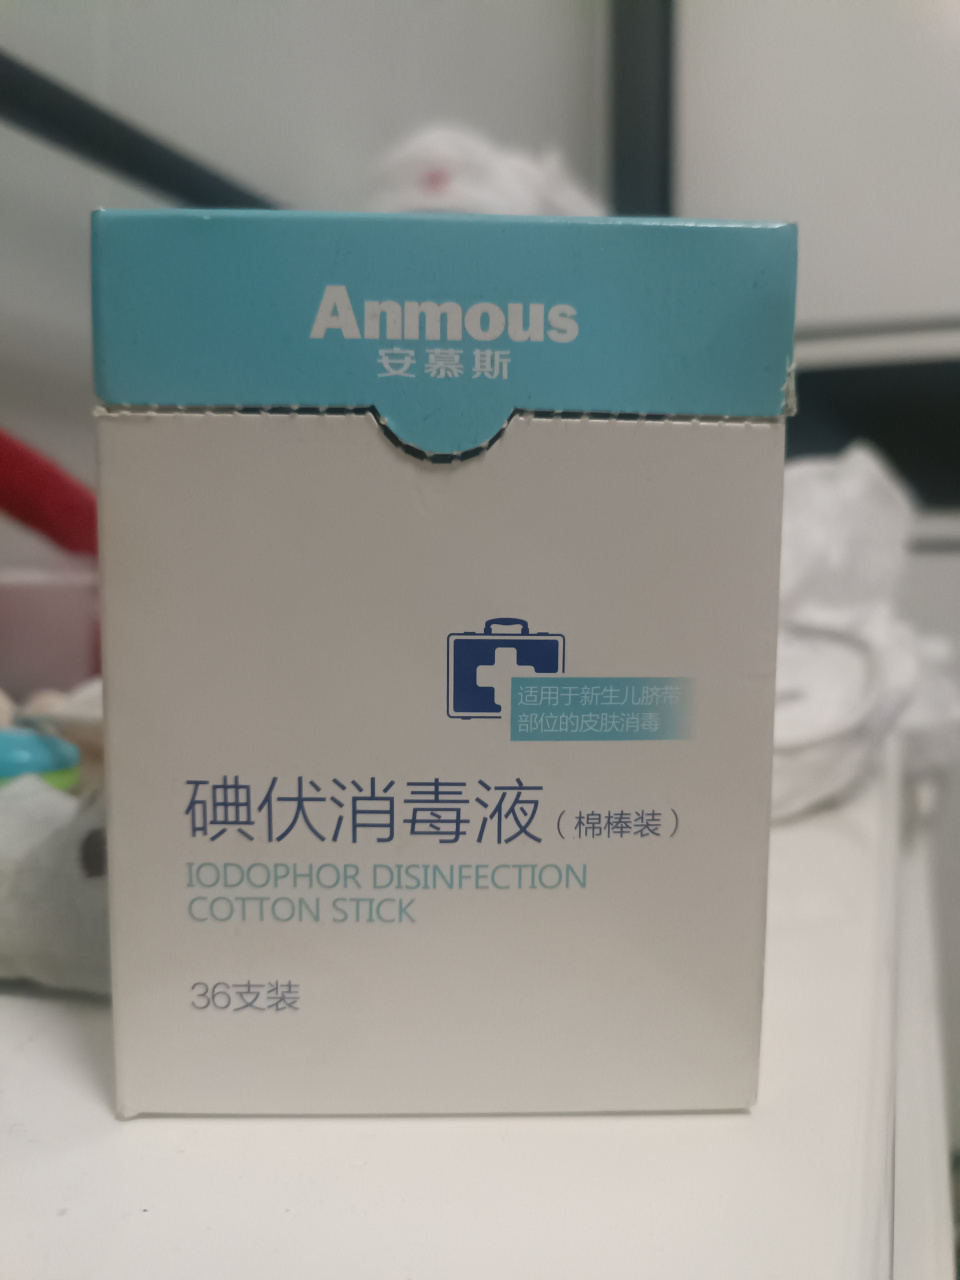 Anmous
安慕斯
适用于新生儿脐带
部位的皮肤消毒
碘伏消毒液（棉棒装）
IODOPHOR DISINFECTION
COTTON STICK
36支装